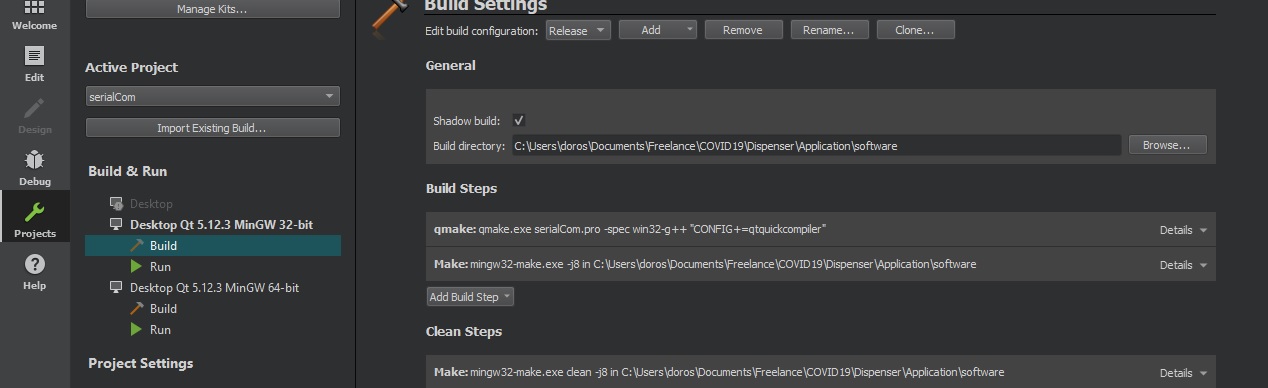 Welcome
Edit
Design
Debug
Projects
Help
Manage Kits...
Active Project
serialCom
Import Existing Build...
Build & Run
Desktop
Desktop Qt 5.12.3 MinGW 32-bit
Build
Run
Desktop Qt 5.12.3 MinGW 64-bit
Build
Run
Project Settings
Build Settings
Edit build configuration: Release Add Remove Rename... Clone...
General
Shadow build:
Build directory: C:\Users\doros\Documents\Freelance\COVID19\Dispenser\Application\software Browse...
Build Steps
qmake: qmake.exe serialCom.pro -spec win32-g++ "CONFIG+=qtquickcompiler" Details
Make: mingw32-make.exe -j8 in C:\Users\doros\Documents\Freelance\COVID19\Dispenser\Application\software Details
Add Build Step
Clean Steps
Make: mingw32-make.exe clean -j8 in C:\Users\doros\Documents\Freelance\COVID19\Dispenser\Application\software Details